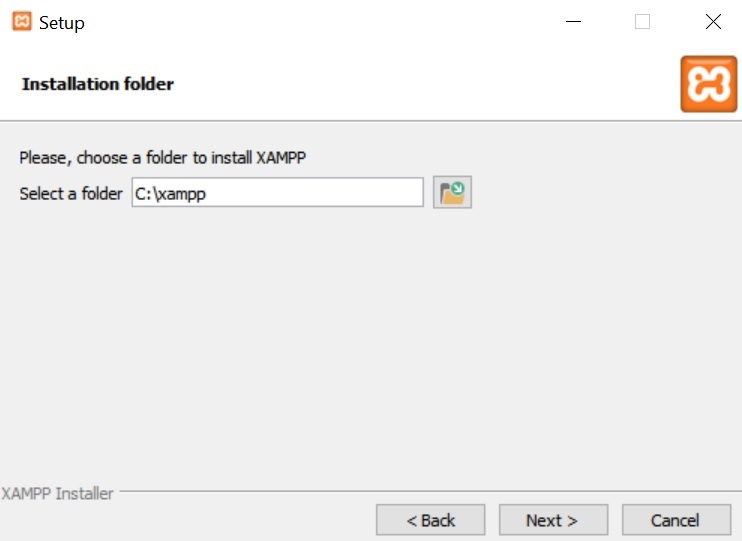 Setup
Installation folder
Please, choose a folder to install XAMPP
Select a folder C:\xampp
XAMPP Installer
< Back Next > Cancel